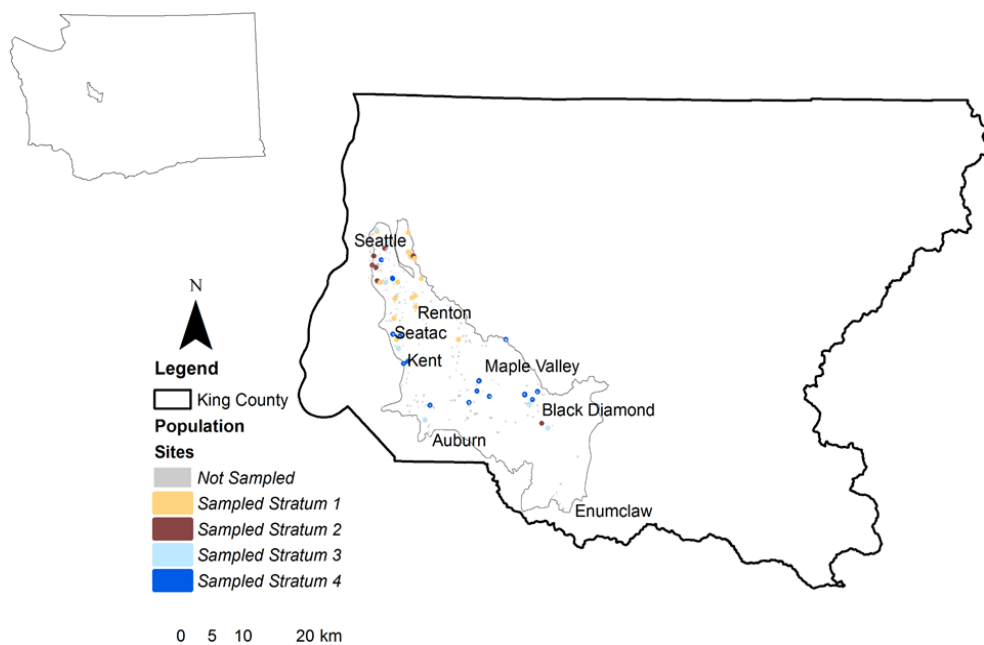 Seattle
N
Renton
Seatac
Kent
Maple Valley
Legend
King County
Black Diamond
Population
Auburn
Sites
Not Sampled
Sampled Stratum 1
Enumclaw
Sampled Stratum 2
Sampled Stratum 3
Sampled Stratum 4
0 5 10 20 km